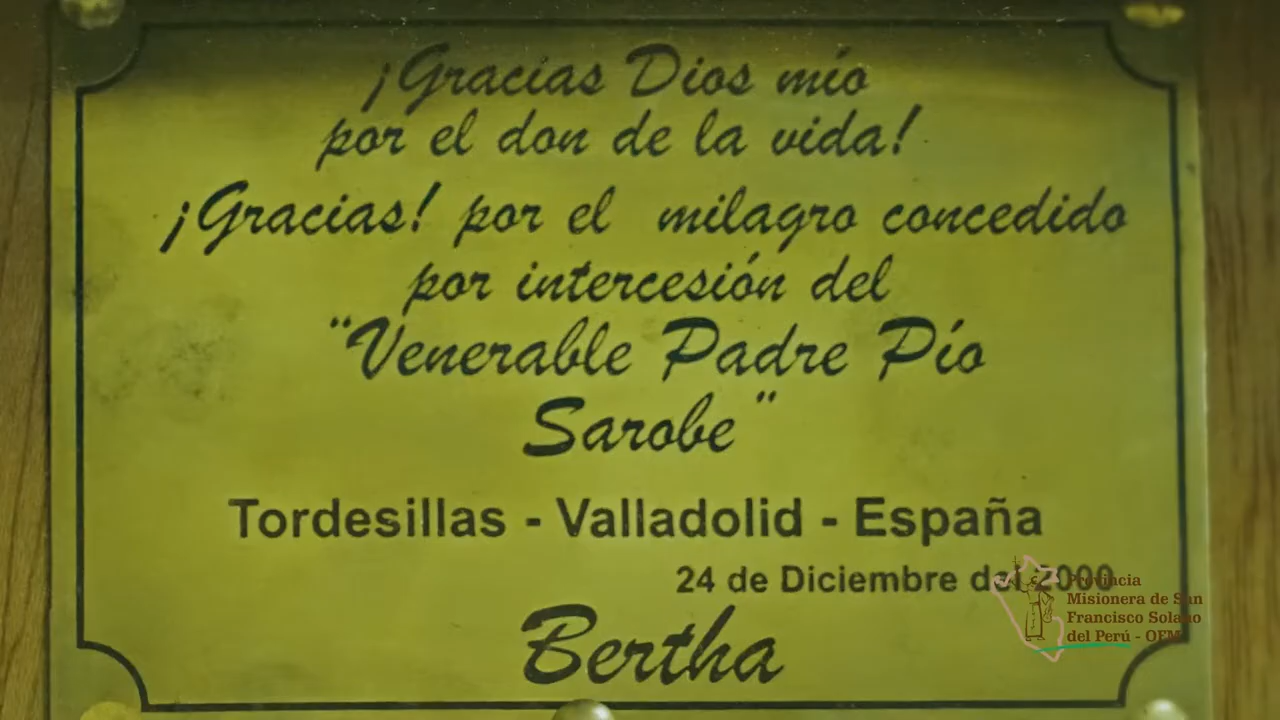 ¡Gracias Dios mío
por el don de la vida!
¡Gracias! por el milagro concedido
por intercesión del
"Venerable Padre Pío
Sarobe"
Tordesillas - Valladolid - España
24 de Diciembre del 2000
Bertha
Provincia
Misionera de San
Francisco Solano
del Perú - OFM